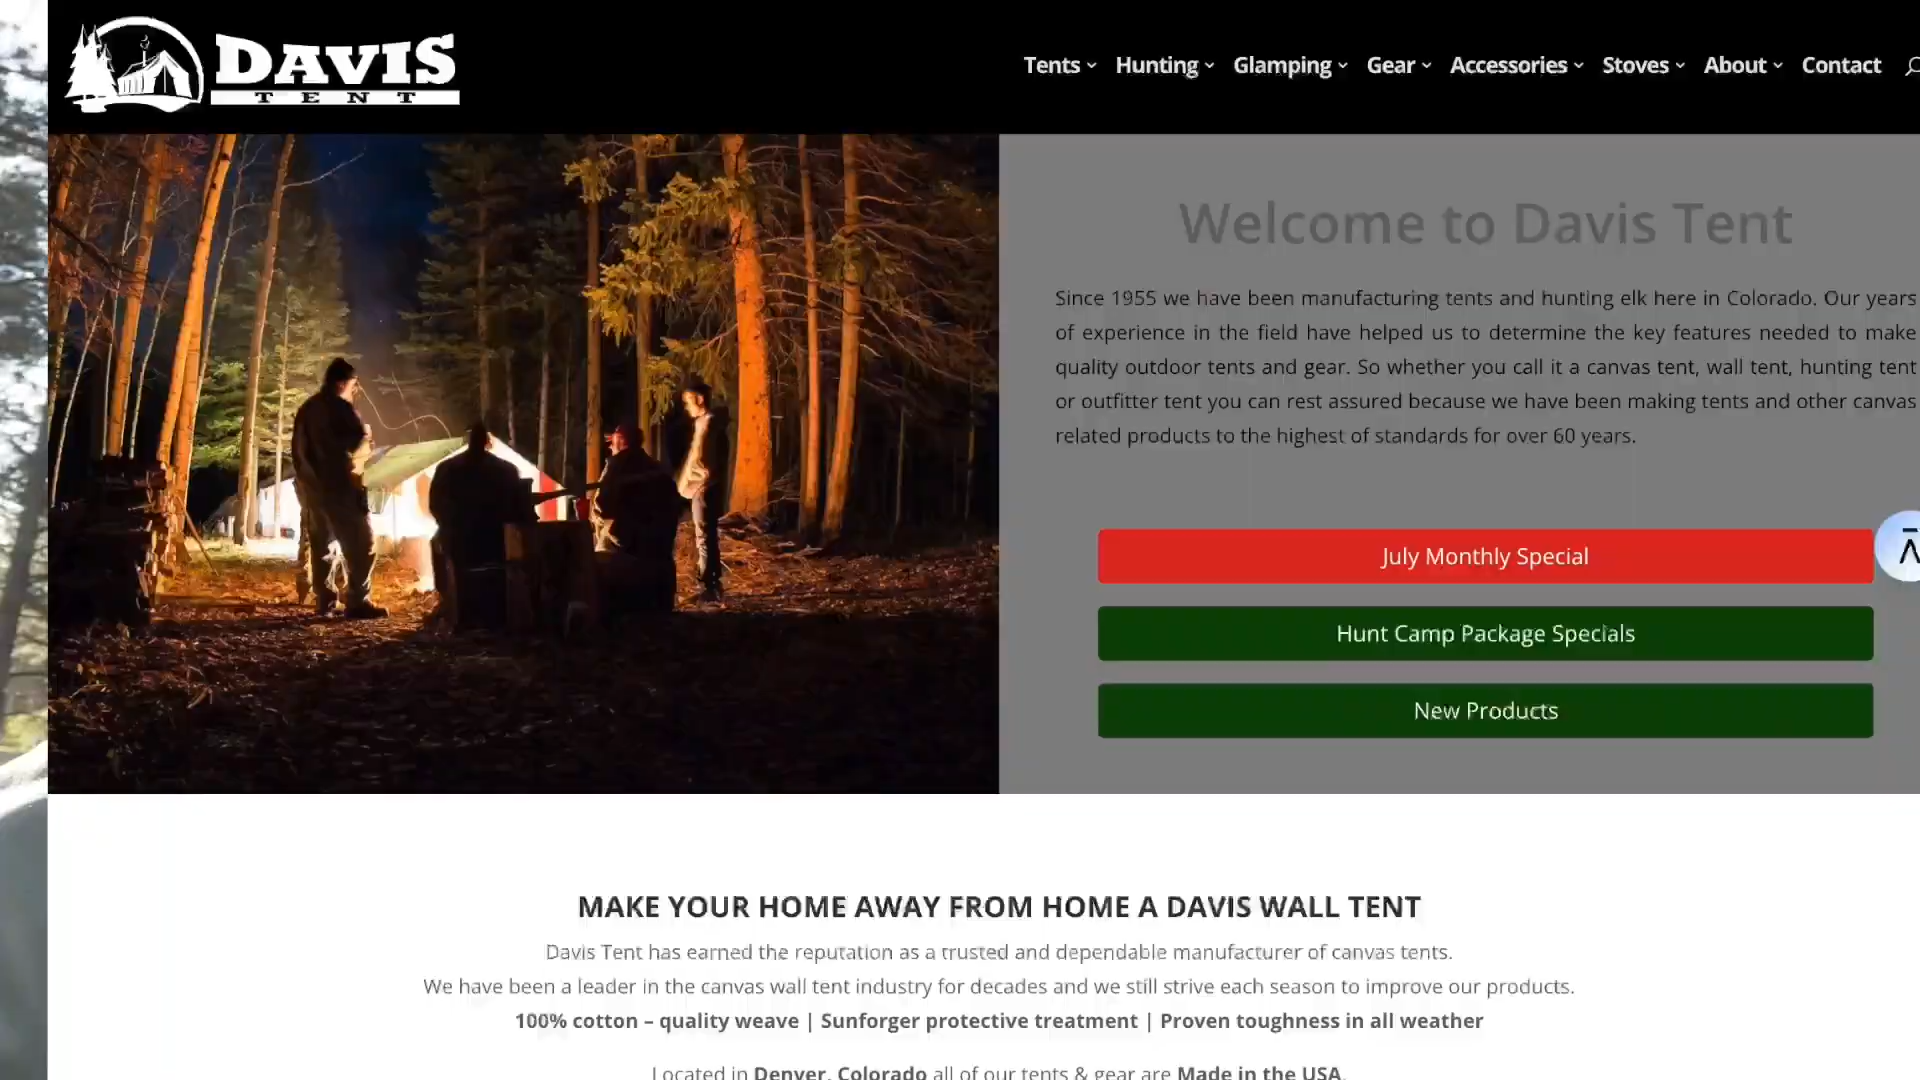 DAVIS
TENT
Tents Hunting Glamping Gear Accessories Stoves About Contact
Welcome to Davis Tent
Since 1955 we have been manufacturing tents and hunting elk here in Colorado. Our years
of experience in the field have helped us to determine the key features needed to make
quality outdoor tents and gear. So whether you call it a canvas tent, wall tent, hunting tent
or outfitter tent you can rest assured because we have been making tents and other canvas
related products to the highest of standards for over 60 years.
July Monthly Special
Hunt Camp Package Specials
New Products
MAKE YOUR HOME AWAY FROM HOME A DAVIS WALL TENT
Davis Tent has earned the reputation as a trusted and dependable manufacturer of canvas tents.
We have been a leader in the canvas wall tent industry for decades and we still strive each season to improve our products.
100% cotton – quality weave | Sunforger protective treatment | Proven toughness in all weather
Located in Denver, Colorado all of our tents & gear are Made in the USA.